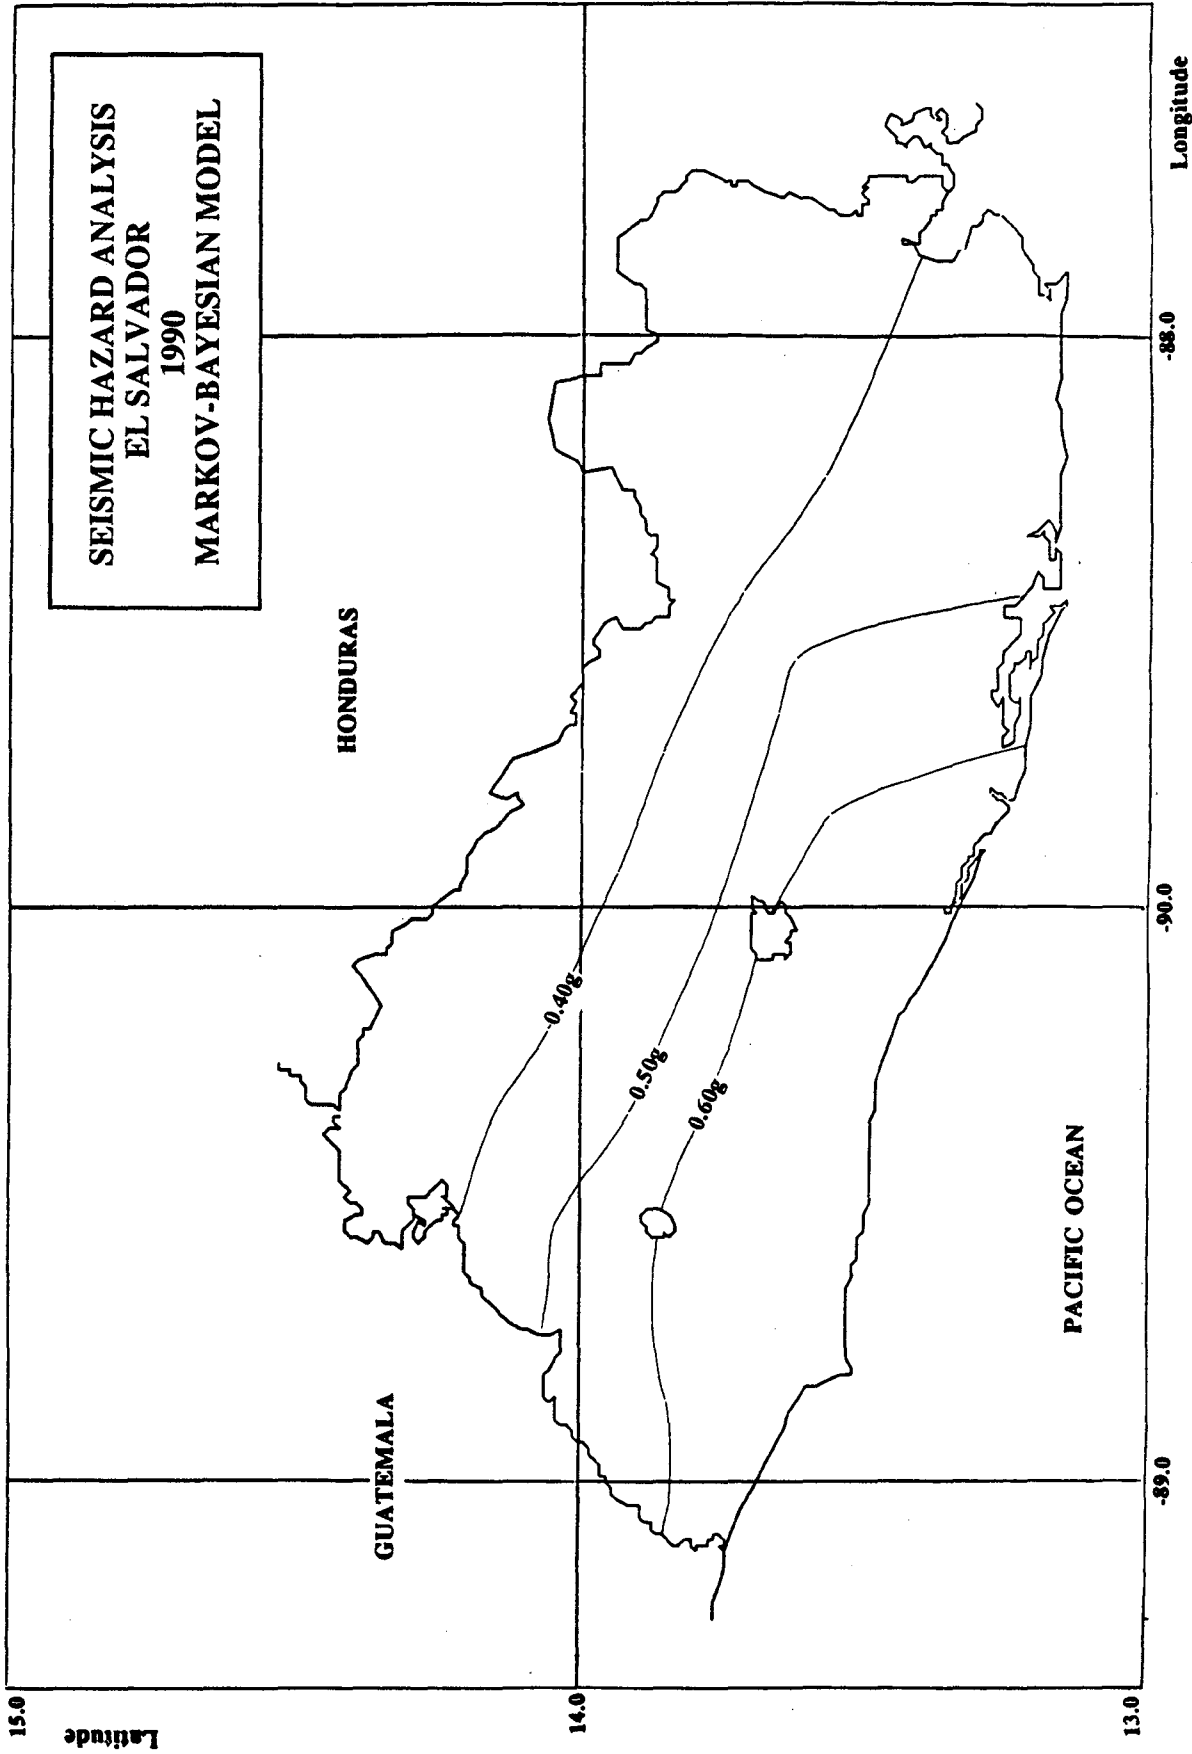 SEISMIC HAZARD ANALYSIS
EL SALVADOR
1990
MARKOV-BAYESIAN MODEL
Latitude
15.0
HONDURAS
GUATEMALA
14.0
0.40g
0.50g
0.60g
PACIFIC OCEAN
13.0
-89.0
-90.0
-88.0
Longitude